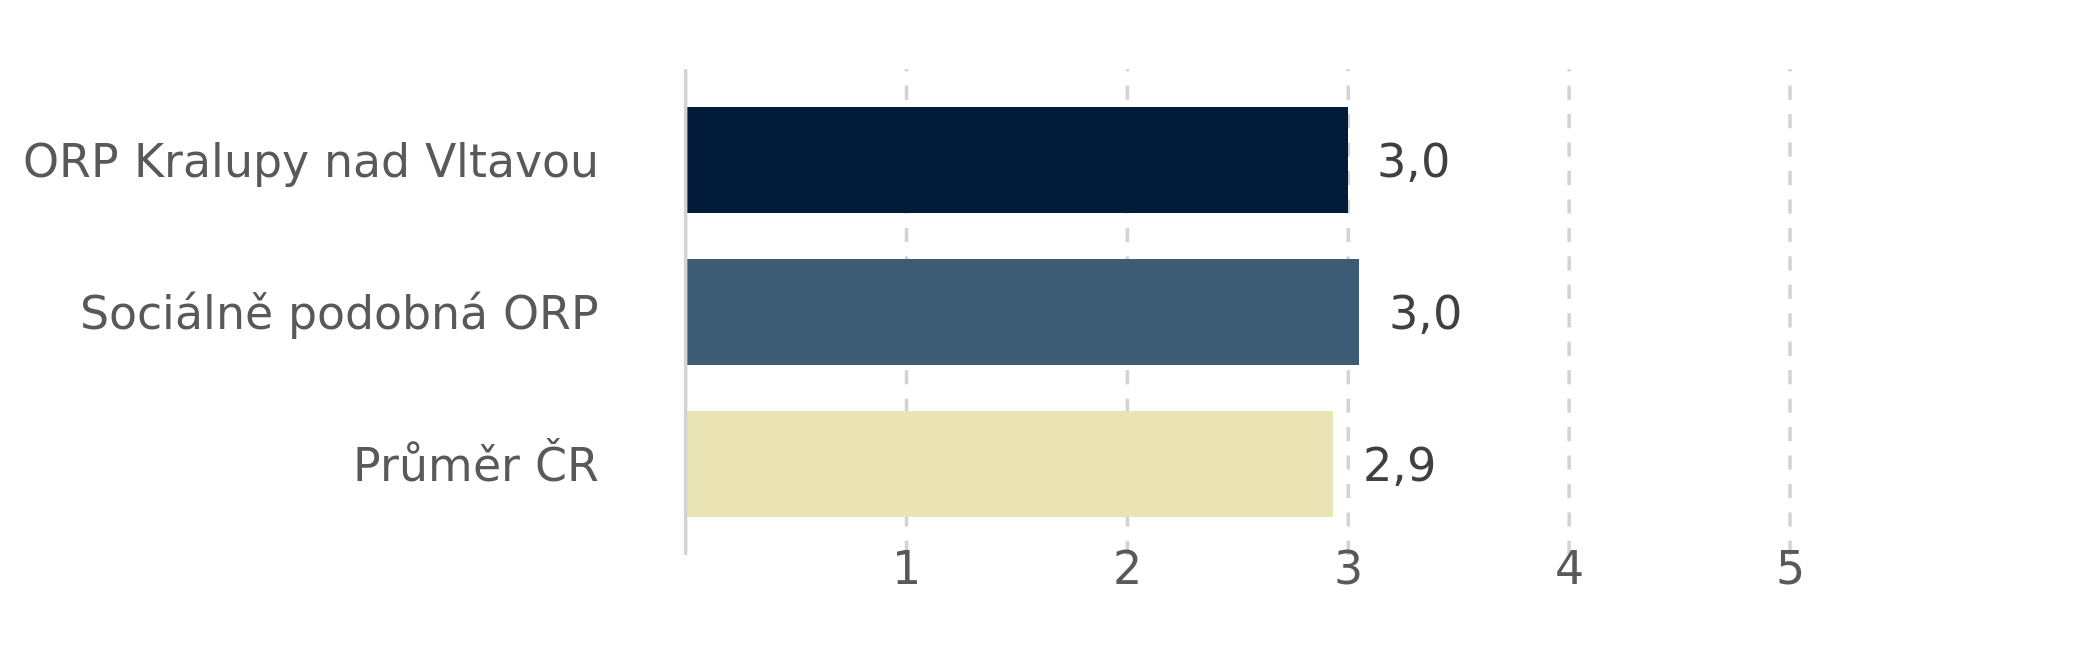 ORP Kralupy nad Vltavou 3,0
Sociálně podobná ORP 3,0
Průměr ČR 2,9
1 2 3 4 5